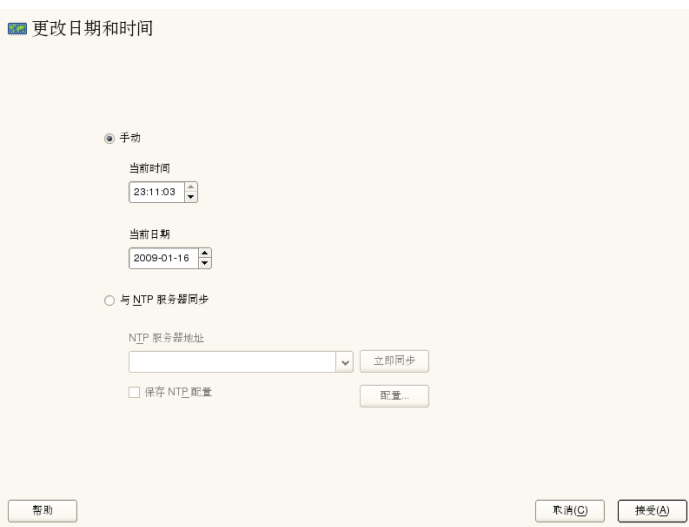 更改日期和时间
手动
当前时间
23:11:03
当前日期
2009-01-16
与 NTP 服务器同步
NTP 服务器地址
立即同步
保存 NTP 配置
配置...
帮助
取消(C)
接受(A)